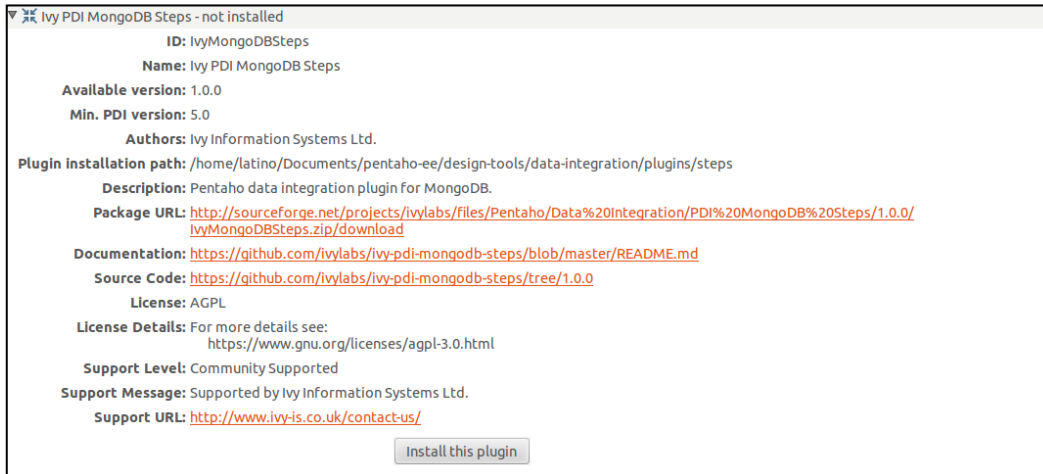 Ivy PDI MongoDB Steps - not installed
ID: IvyMongoDBSteps
Name: Ivy PDI MongoDB Steps
Available version: 1.0.0
Min. PDI version: 5.0
Authors: Ivy Information Systems Ltd.
Plugin installation path: /home/latino/Documents/pentaho-ee/design-tools/data-integration/plugins/steps
Description: Pentaho data integration plugin for MongoDB.
Package URL: http://sourceforge.net/projects/ivylabs/files/Pentaho/Data%20Integration/PDI%20MongoDB%20Steps/1.0.0/
IvyMongoDBSteps.zip/download
Documentation: https://github.com/ivylabs/ivy-pdi-mongodb-steps/blob/master/README.md
Source Code: https://github.com/ivylabs/ivy-pdi-mongodb-steps/tree/1.0.0
License: AGPL
License Details: For more details see:
https://www.gnu.org/licenses/agpl-3.0.html
Support Level: Community Supported
Support Message: Supported by Ivy Information Systems Ltd.
Support URL: http://www.ivy-is.co.uk/contact-us/
Install this plugin